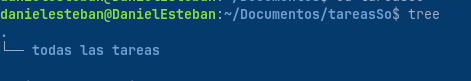 danielesteban@DanielEsteban:~/Documentos/tareasSo$ tree
.
└── todas las tareas